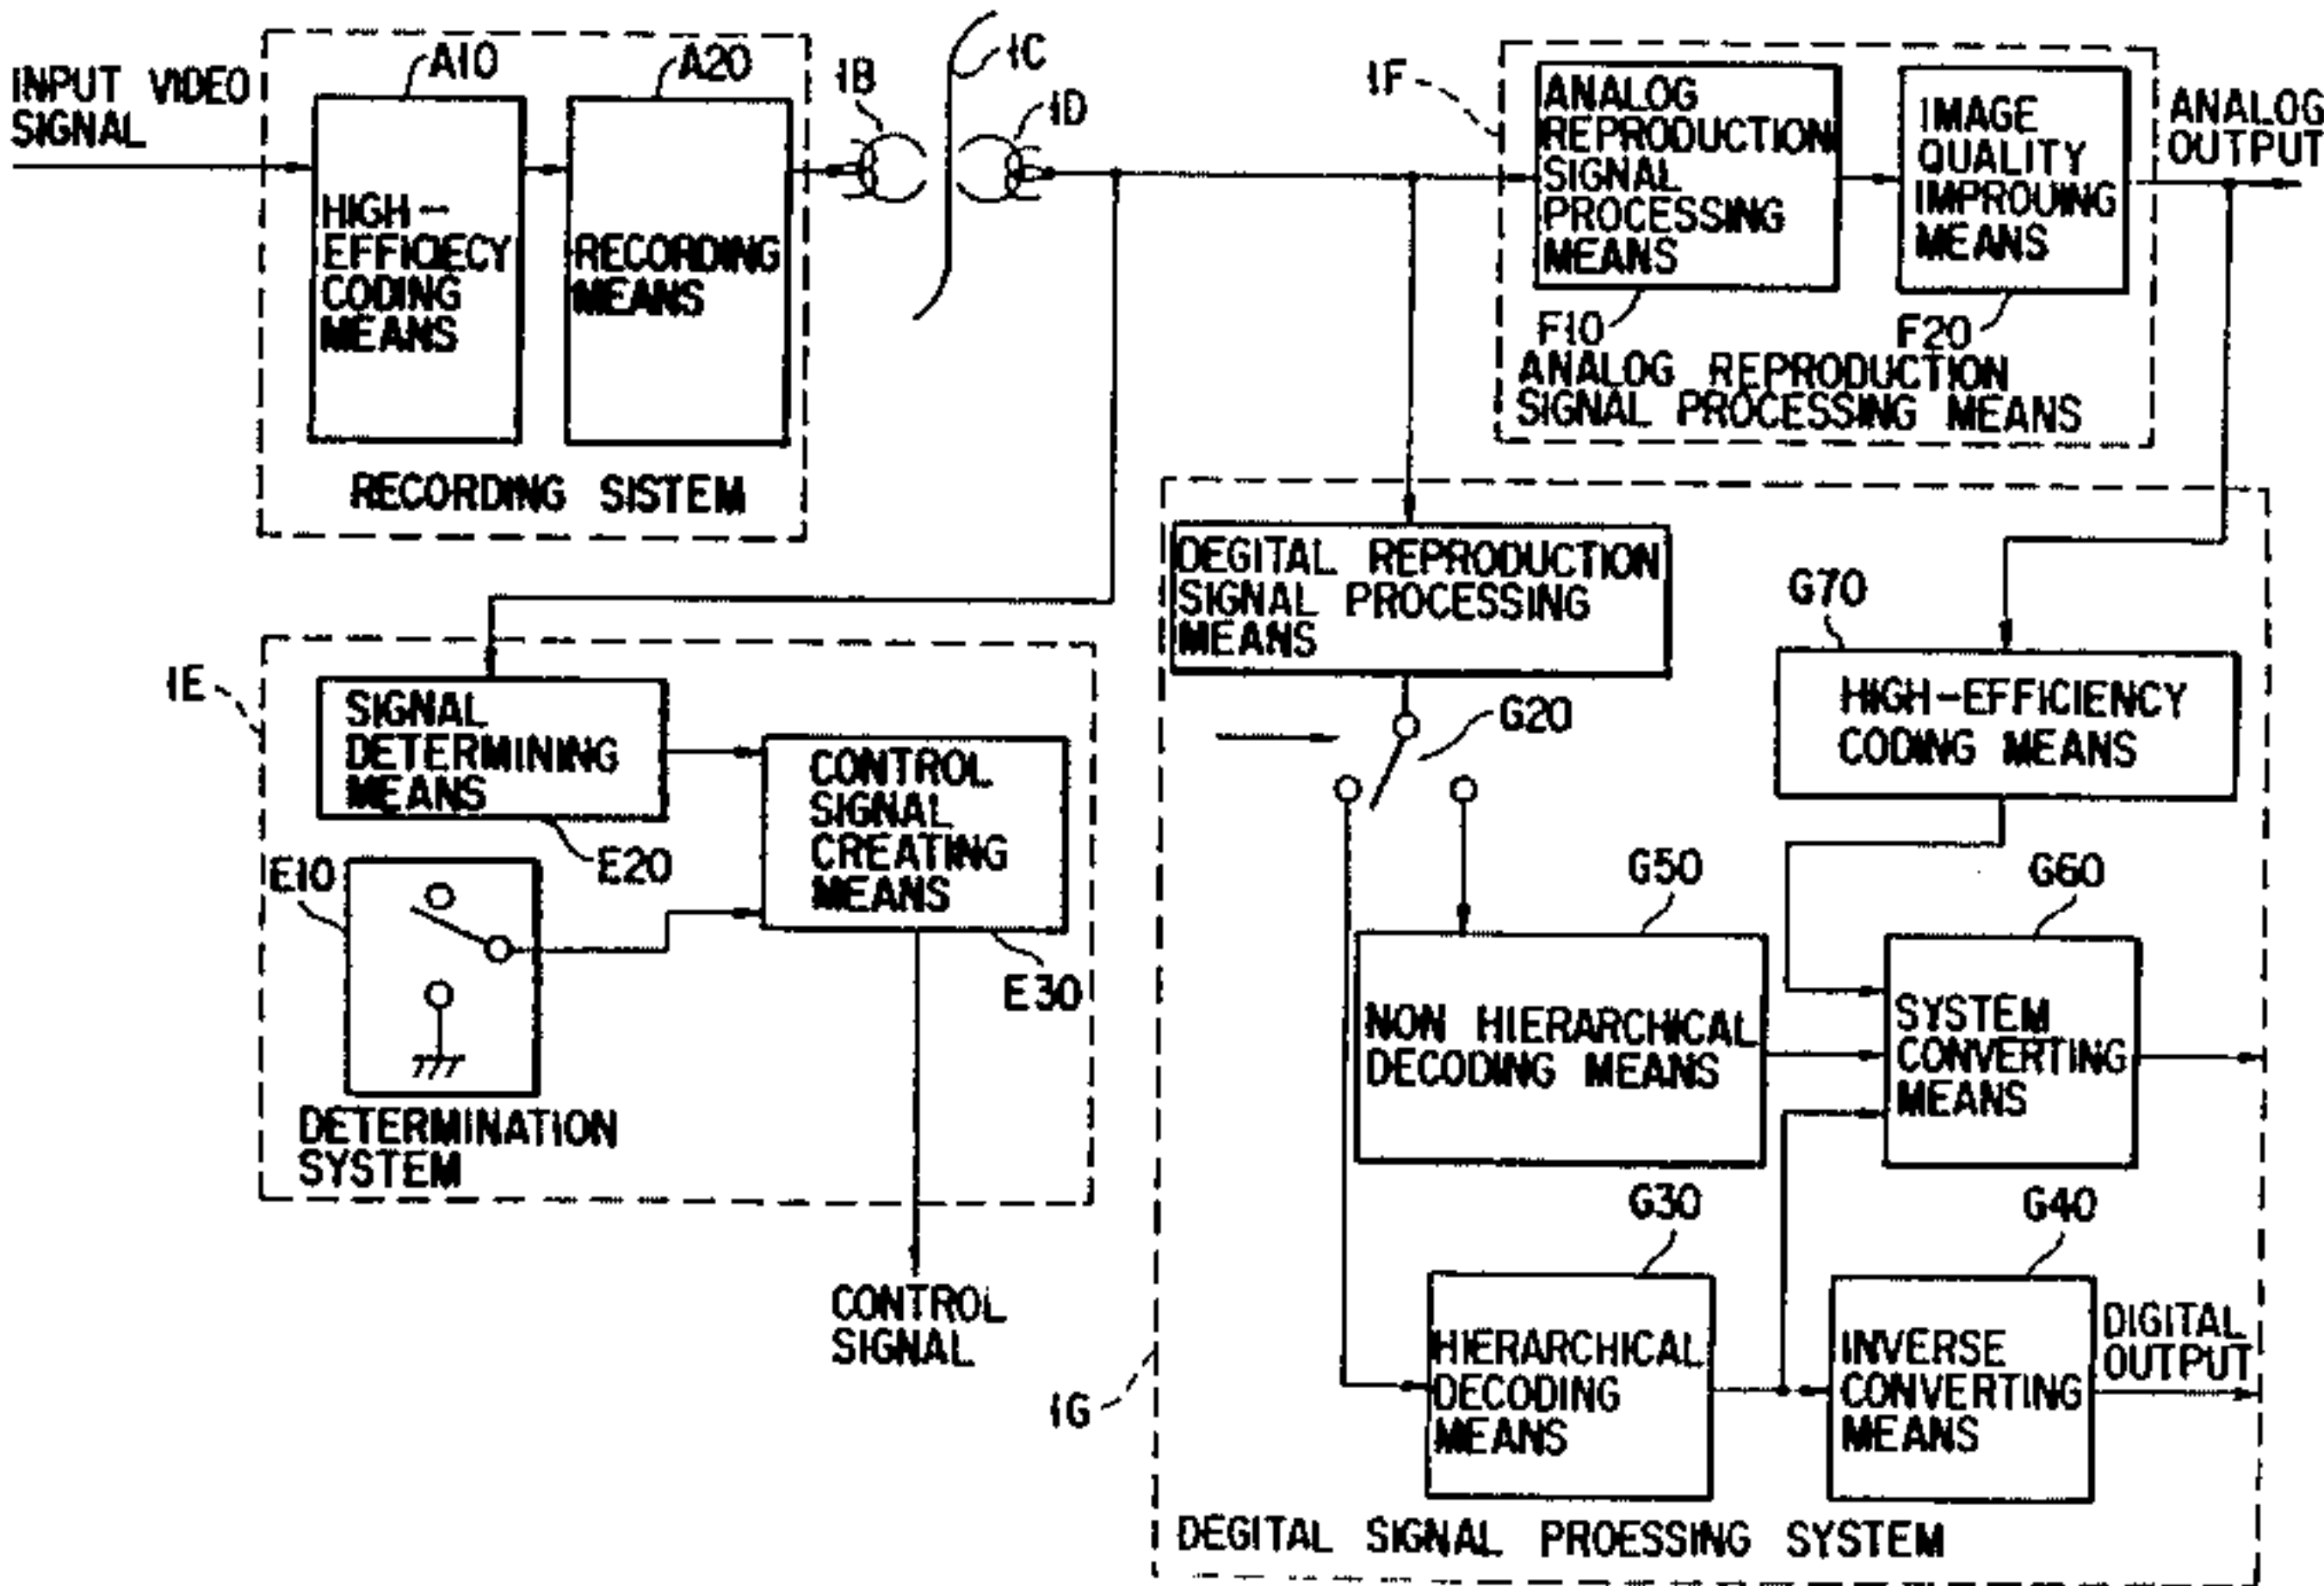 INPUT VIDEO
SIGNAL
A10
A20
HIGH-
EFFICIECY
CODING
MEANS
RECORDING
MEANS
RECORDING SISTEM
1B
1C
1D
1F
ANALOG
REPRODUCTION
SIGNAL
PROCESSING
MEANS
IMAGE
QUALITY
IMPROUING
MEANS
ANALOG
OUTPUT
F10
F20
ANALOG REPRODUCTION
SIGNAL PROCESSING MEANS
1E
SIGNAL
DETERMINING
MEANS
E20
CONTROL
SIGNAL
CREATING
MEANS
E10
E30
DETERMINATION
SYSTEM
CONTROL
SIGNAL
DEGITAL REPRODUCTION
SIGNAL PROCESSING
MEANS
G20
G70
HIGH-EFFICIENCY
CODING MEANS
G50
G60
NON HIERARCHICAL
DECODING MEANS
SYSTEM
CONVERTING
MEANS
G30
G40
HIERARCHICAL
DECODING
MEANS
INVERSE
CONVERTING
MEANS
DIGITAL
OUTPUT
1G
DEGITAL SIGNAL PROESSING SYSTEM